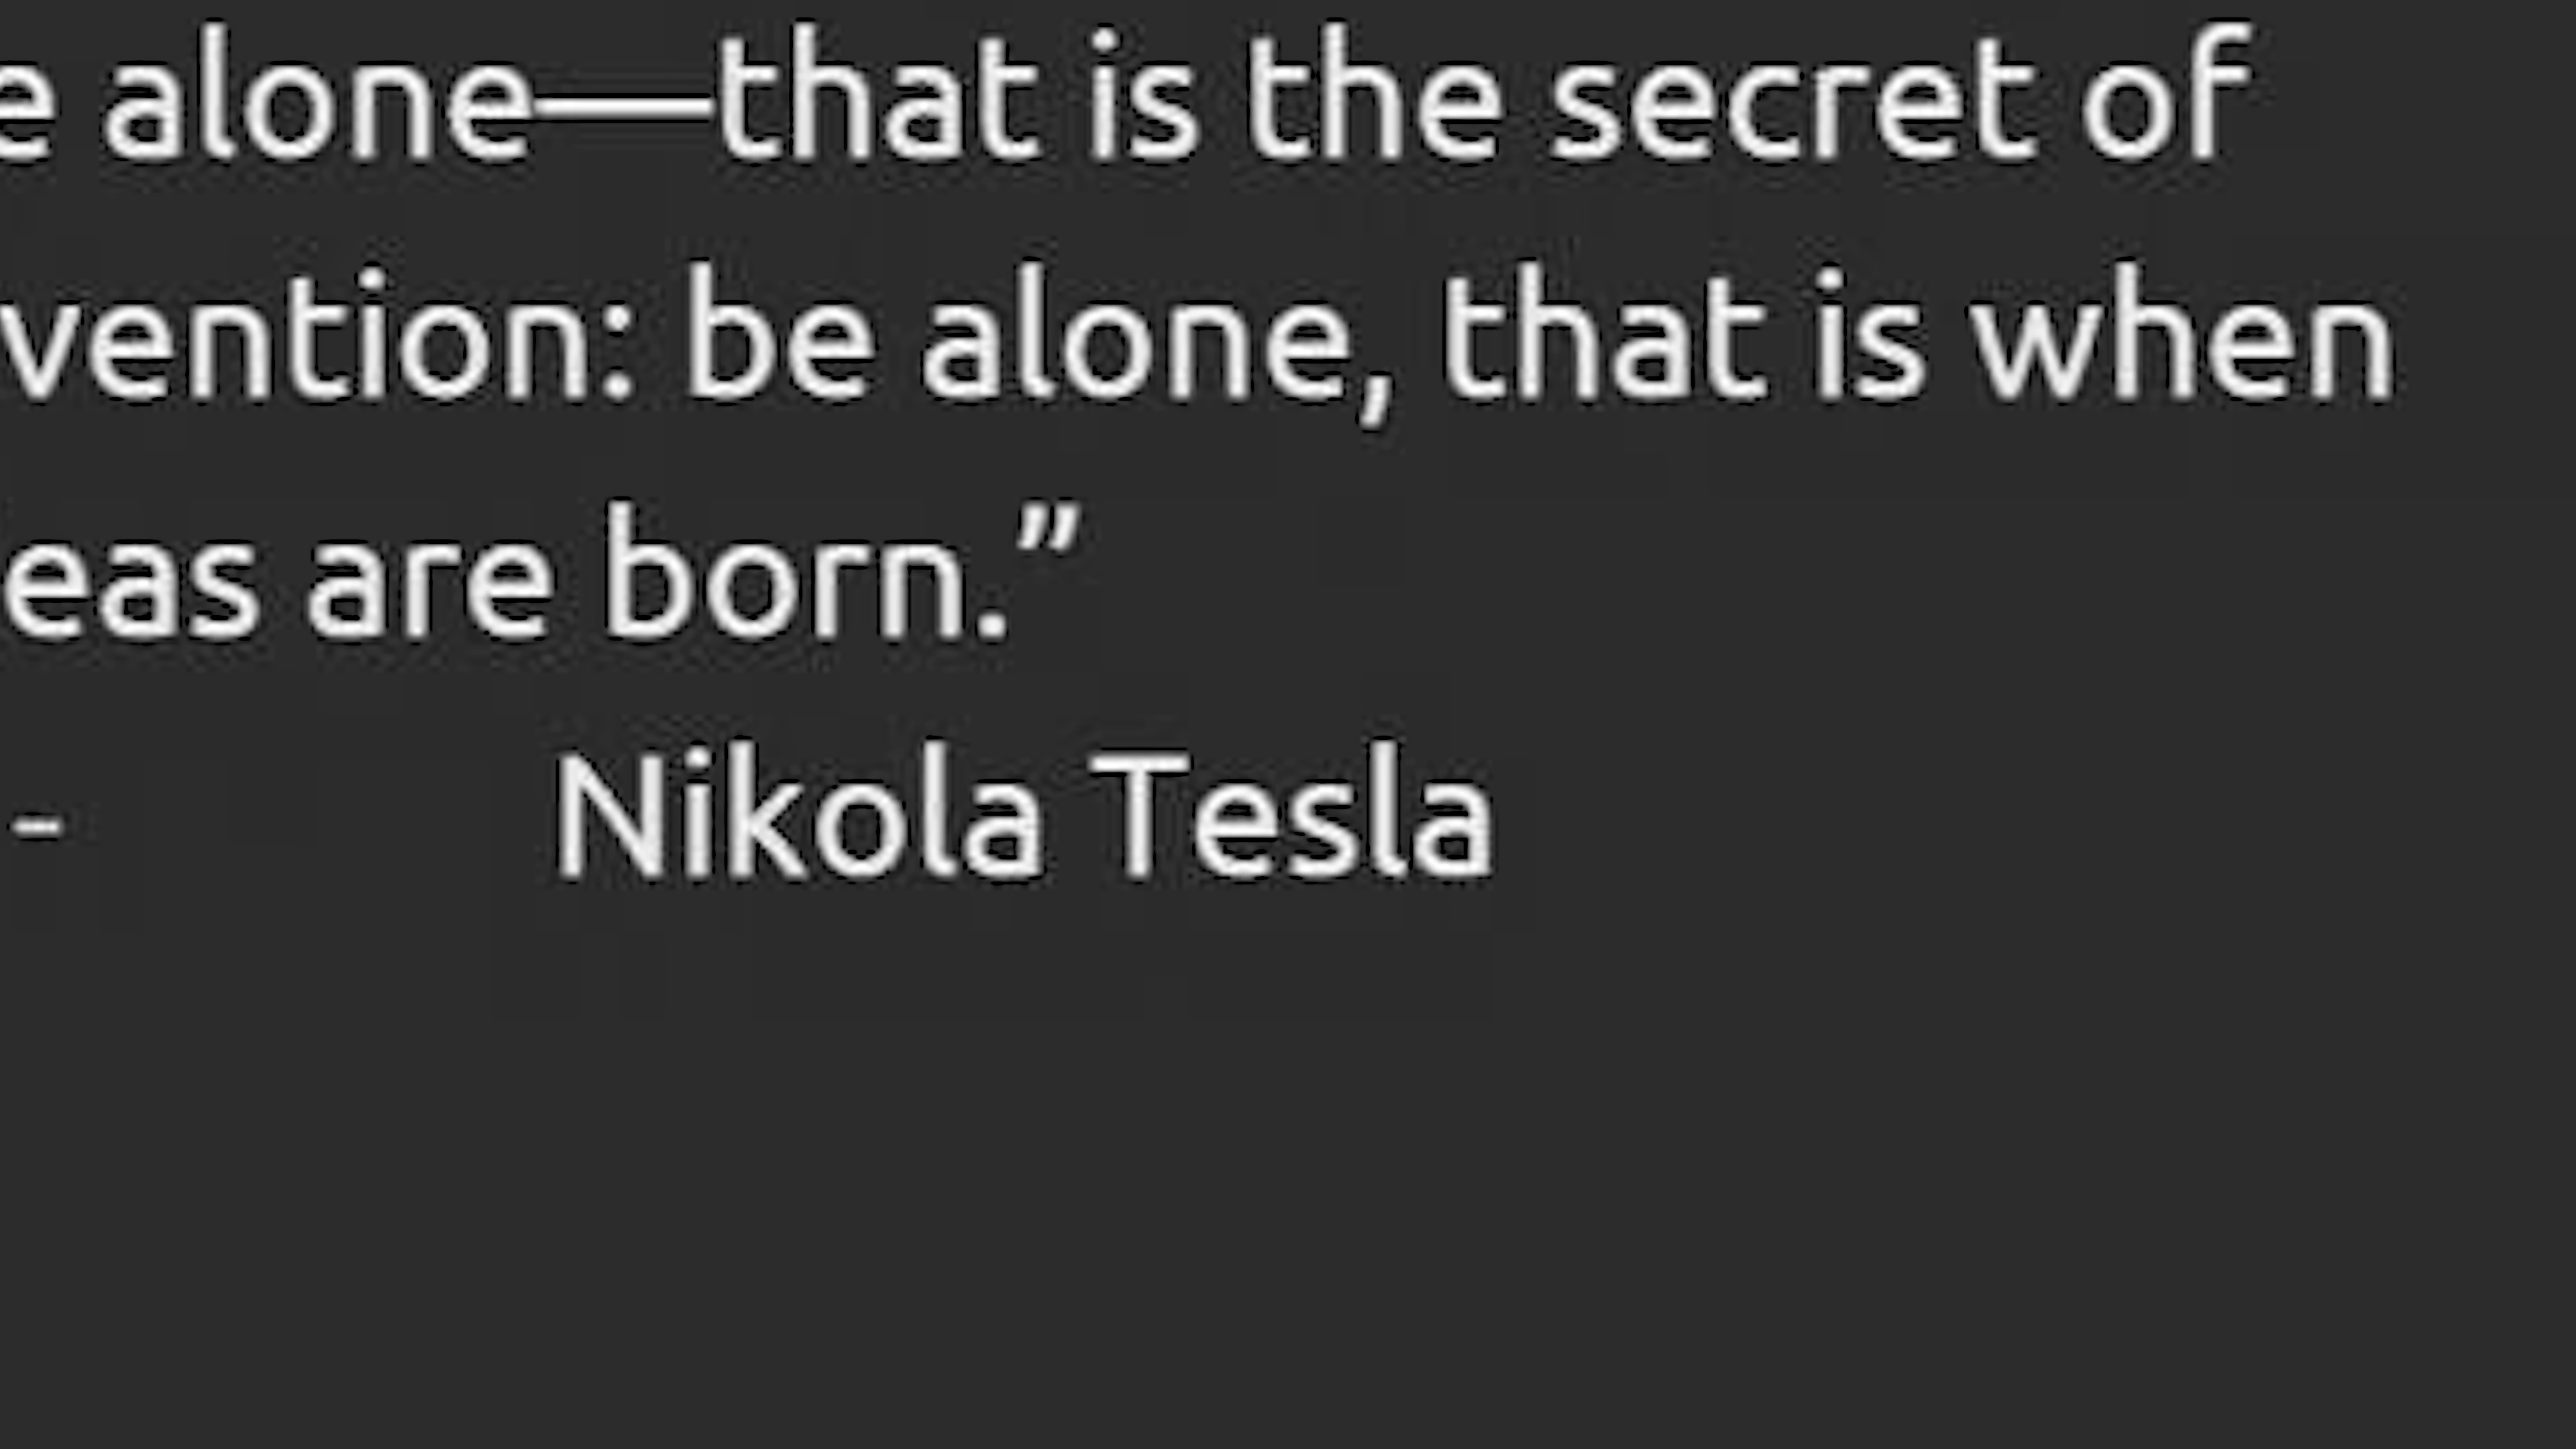 e alone—that is the secret of
vention: be alone, that is when
eas are born.”
- Nikola Tesla